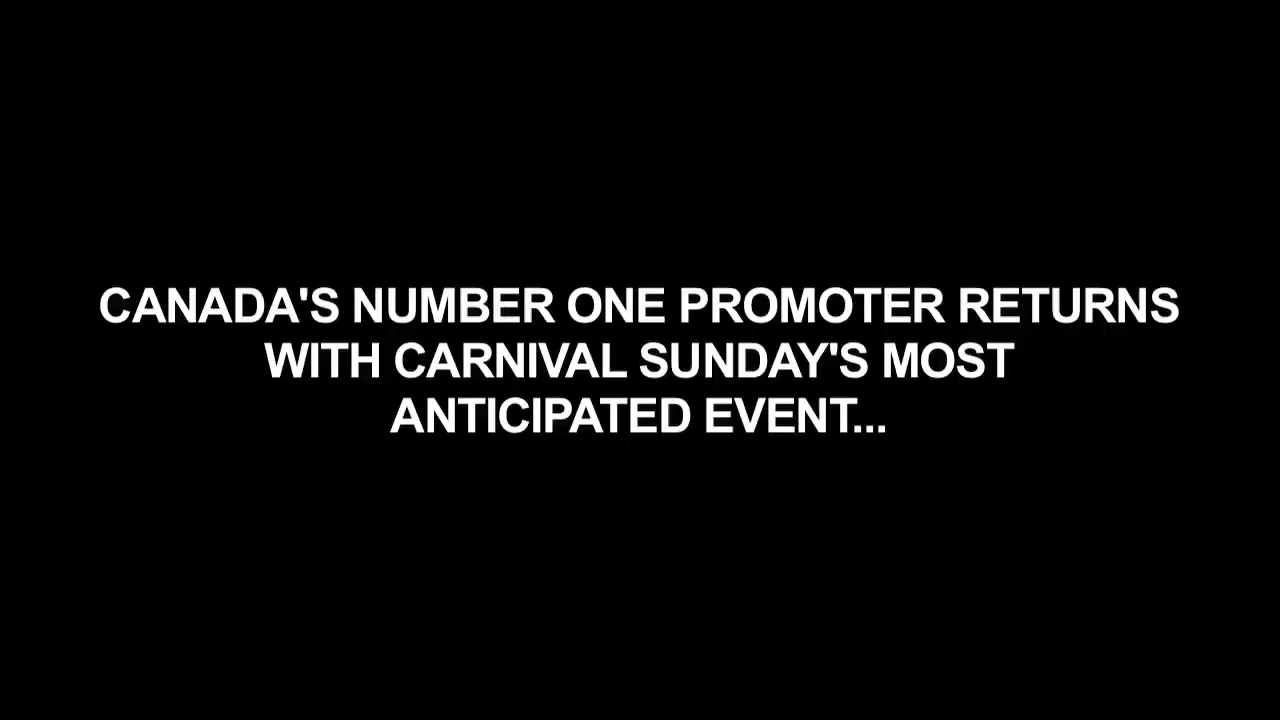 CANADA'S NUMBER ONE PROMOTER RETURNS
WITH CARNIVAL SUNDAY'S MOST
ANTICIPATED EVENT...